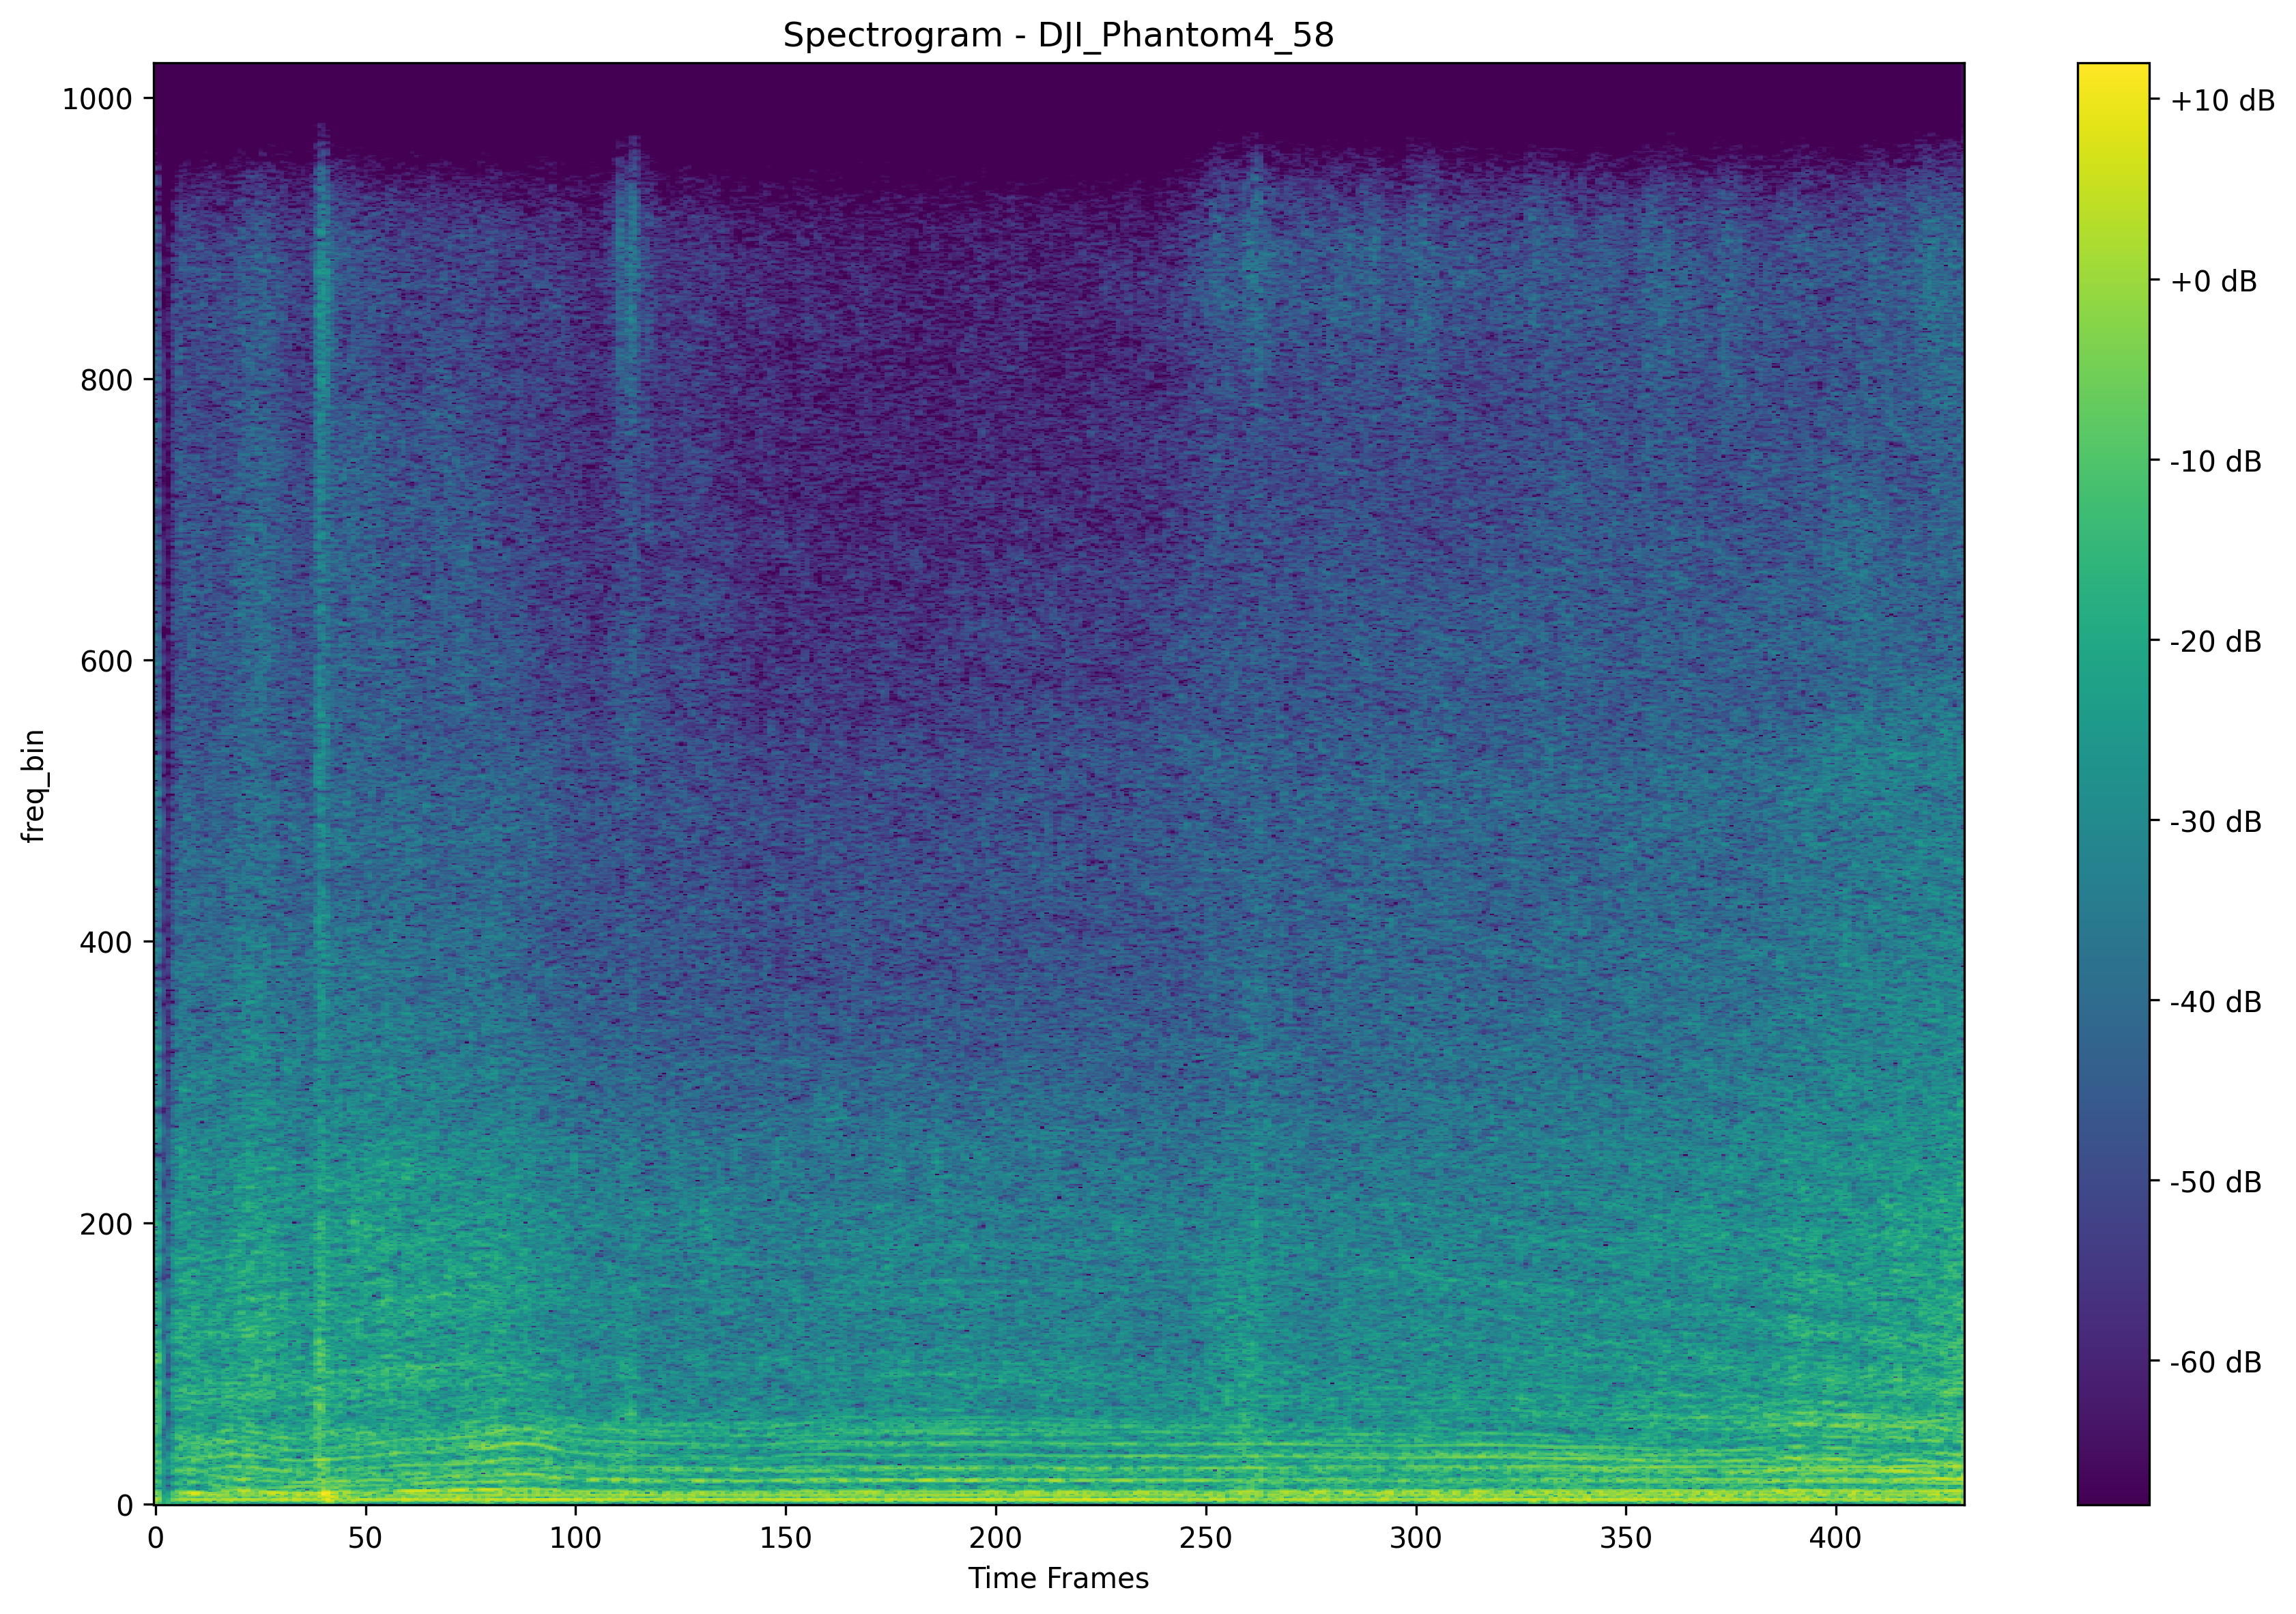 Spectrogram - DJI_Phantom4_58
freq_bin
1000
800
600
400
200
0
0 50 100 150 200 250 300 350 400
Time Frames
+10 dB
+0 dB
-10 dB
-20 dB
-30 dB
-40 dB
-50 dB
-60 dB